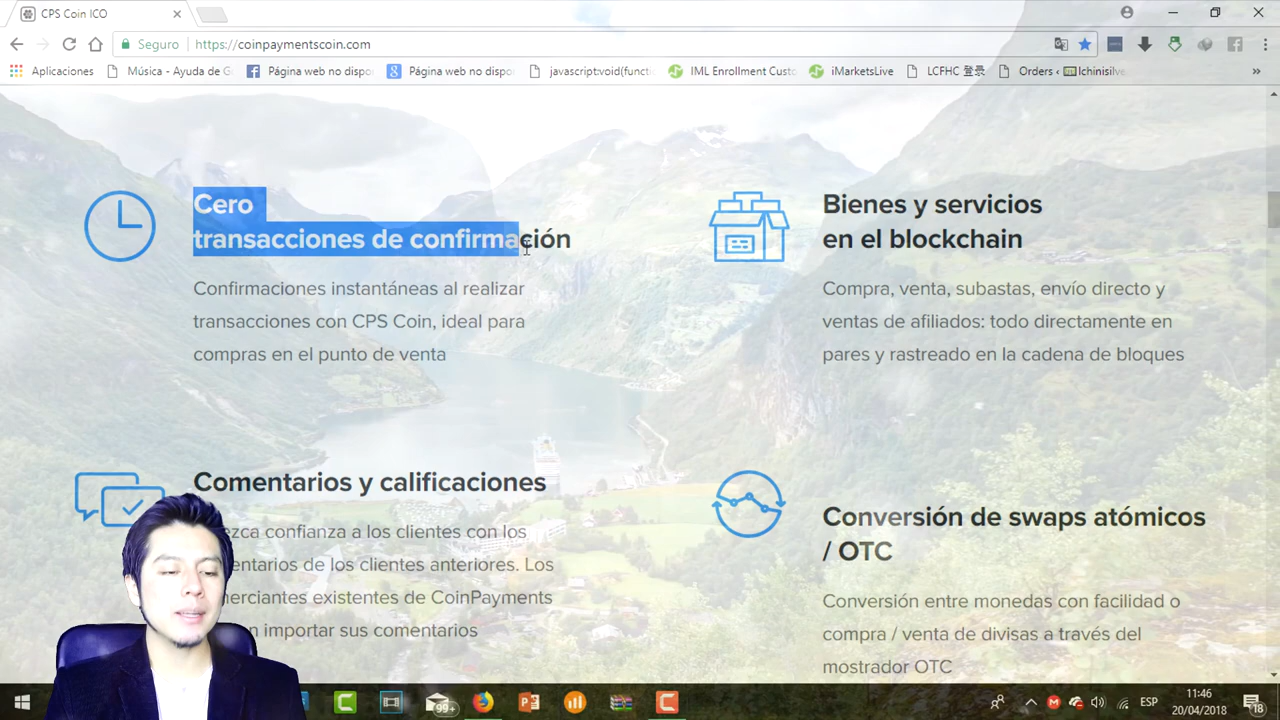 CPS Coin ICO
Seguro
https://coinpaymentscoin.com
Aplicaciones
Música - Ayuda de G
Página web no dispo
Página web no dispo
javascript:void(functi
IML Enrollment Custo
iMarketsLive
LCFHC 登录
Orders ‹
Ichinisilve
Cero
transacciones de confirmación
Confirmaciones instantáneas al realizar
transacciones con CPS Coin, ideal para
compras en el punto de venta
Bienes y servicios
en el blockchain
Compra, venta, subastas, envío directo y
ventas de afiliados: todo directamente en
pares y rastreado en la cadena de bloques
Comentarios y calificaciones
ezca confianza a los clientes con los
entarios de los clientes anteriores. Los
merciantes existentes de CoinPayments
n importar sus comentarios
Conversión de swaps atómicos
/ OTC
Conversión entre monedas con facilidad o
compra / venta de divisas a través del
mostrador OTC
99+
ESP
11:46
20/04/2018
18